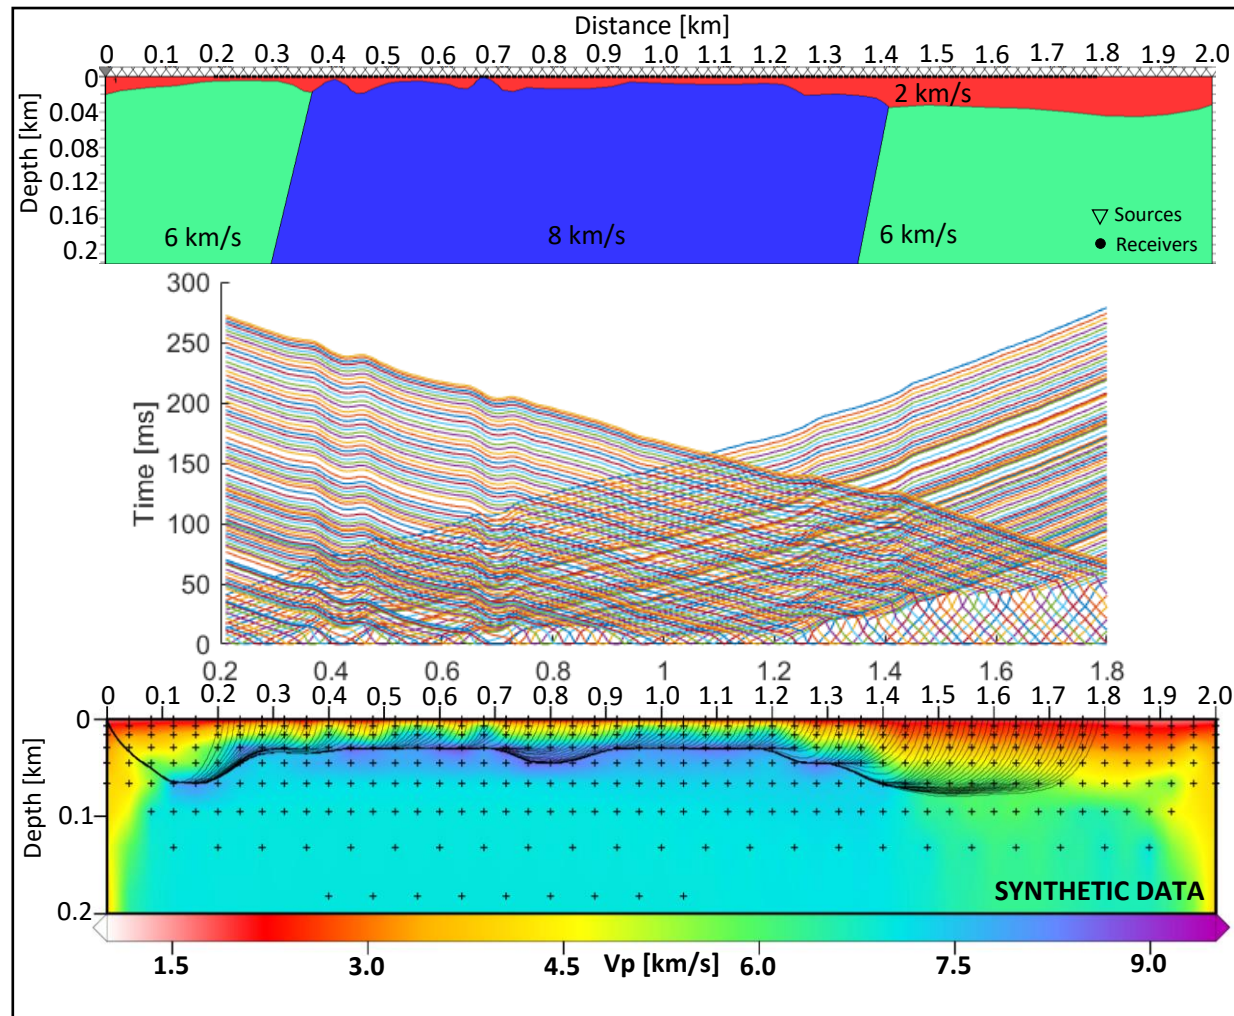 Distance [km]
0 0.1 0.2 0.3 0.4 0.5 0.6 0.7 0.8 0.9 1.0 1.1 1.2 1.3 1.4 1.5 1.6 1.7 1.8 1.9 2.0
Depth [km]
0
0.04
0.08
0.12
0.16
0.2
2 km/s
6 km/s
8 km/s
6 km/s
Sources
Receivers
Time [ms]
300
250
200
150
100
50
0
0.2 0.4 0.6 0.8 1 1.2 1.4 1.6 1.8
0 0.1 0.2 0.3 0.4 0.5 0.6 0.7 0.8 0.9 1.0 1.1 1.2 1.3 1.4 1.5 1.6 1.7 1.8 1.9 2.0
Depth [km]
0
0.1
0.2
SYNTHETIC DATA
1.5 3.0 4.5 Vp [km/s] 6.0 7.5 9.0